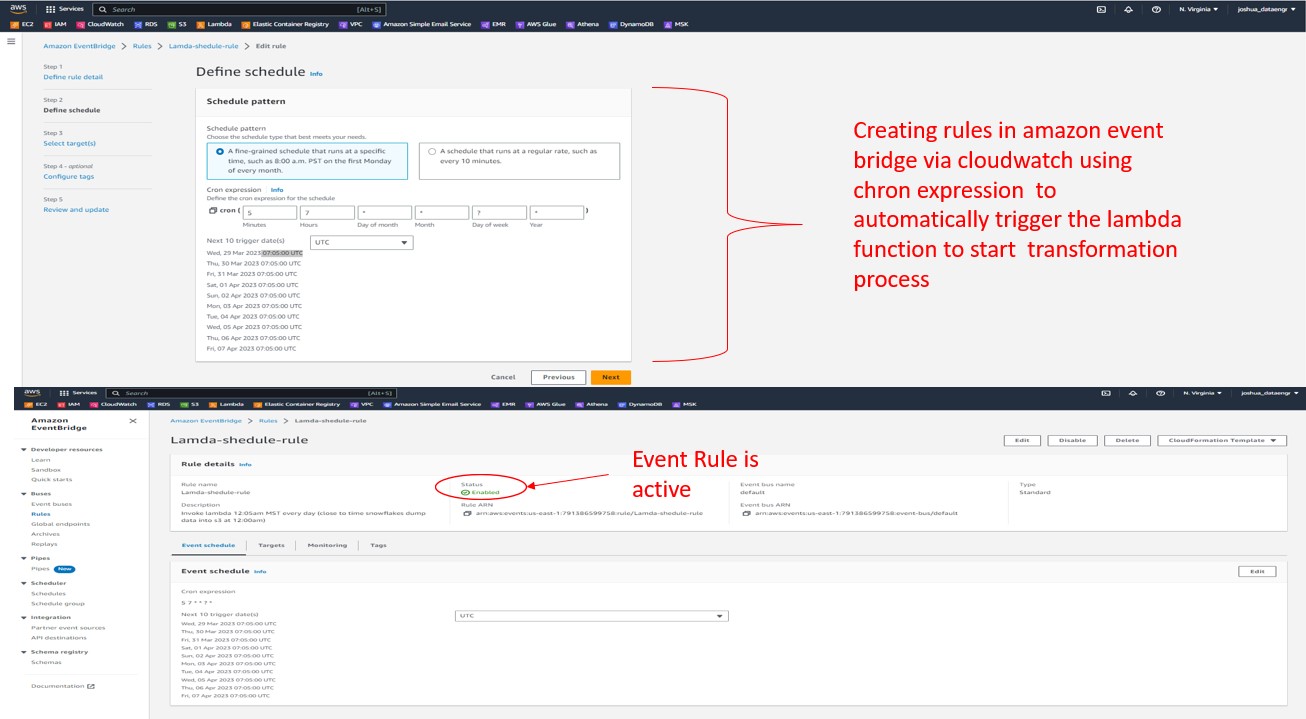 aws
Services
Search
[Alt+S]
N. Virginia
joshua_dataengr
EC2 IAM CloudWatch RDS S3 Lambda Elastic Container Registry VPC Amazon Simple Email Service EMR AWS Glue Athena DynamoDB MSK
Amazon EventBridge > Rules > Lamda-shedule-rule > Edit rule
Step 1
Define rule detail
Step 2
Define schedule
Step 3
Select target(s)
Step 4 - optional
Configure tags
Step 5
Review and update
Define schedule Info
Schedule pattern
Schedule pattern
Choose the schedule type that best meets your needs.
A fine-grained schedule that runs at a specific
time, such as 8:00 a.m. PST on the first Monday
of every month.
A schedule that runs at a regular rate, such as
every 10 minutes.
Cron expression Info
Define the cron expression for the schedule
cron ( 5 7 * * ? * )
Minutes Hours Day of month Month Day of week Year
Next 10 trigger date(s) UTC
Wed, 29 Mar 2023 07:05:00 UTC
Thu, 30 Mar 2023 07:05:00 UTC
Fri, 31 Mar 2023 07:05:00 UTC
Sat, 01 Apr 2023 07:05:00 UTC
Sun, 02 Apr 2023 07:05:00 UTC
Mon, 03 Apr 2023 07:05:00 UTC
Tue, 04 Apr 2023 07:05:00 UTC
Wed, 05 Apr 2023 07:05:00 UTC
Thu, 06 Apr 2023 07:05:00 UTC
Fri, 07 Apr 2023 07:05:00 UTC
Cancel Previous Next
Creating rules in amazon event
bridge via cloudwatch using
chron expression to
automatically trigger the lambda
function to start transformation
process
aws
Services
Search
[Alt+S]
N. Virginia
joshua_dataengr
EC2 IAM CloudWatch RDS S3 Lambda Elastic Container Registry VPC Amazon Simple Email Service EMR AWS Glue Athena DynamoDB MSK
Amazon
EventBridge
Developer resources
Learn
Sandbox
Quick starts
Buses
Event buses
Rules
Global endpoints
Archives
Replays
Pipes
Pipes New
Scheduler
Schedules
Schedule group
Integration
Partner event sources
API destinations
Schema registry
Schemas
Documentation
Amazon EventBridge > Rules > Lamda-shedule-rule
Lamda-shedule-rule
Edit Disable Delete CloudFormation Template
Rule details Info
Rule name
Lamda-shedule-rule
Description
Invoke lambda 12:05am MST every day (close to time snowflakes dump
data into s3 at 12:00am)
Status
Enabled
Rule ARN
arn:aws:events:us-east-1:791386599758:rule/Lamda-shedule-rule
Event bus name
default
Event bus ARN
arn:aws:events:us-east-1:791386599758:event-bus/default
Type
Standard
Event Rule is
active
Event schedule Targets Monitoring Tags
Event schedule Info
Edit
Cron expression
5 7 * * ? *
Next 10 trigger date(s)
UTC
Wed, 29 Mar 2023 07:05:00 UTC
Thu, 30 Mar 2023 07:05:00 UTC
Fri, 31 Mar 2023 07:05:00 UTC
Sat, 01 Apr 2023 07:05:00 UTC
Sun, 02 Apr 2023 07:05:00 UTC
Mon, 03 Apr 2023 07:05:00 UTC
Tue, 04 Apr 2023 07:05:00 UTC
Wed, 05 Apr 2023 07:05:00 UTC
Thu, 06 Apr 2023 07:05:00 UTC
Fri, 07 Apr 2023 07:05:00 UTC